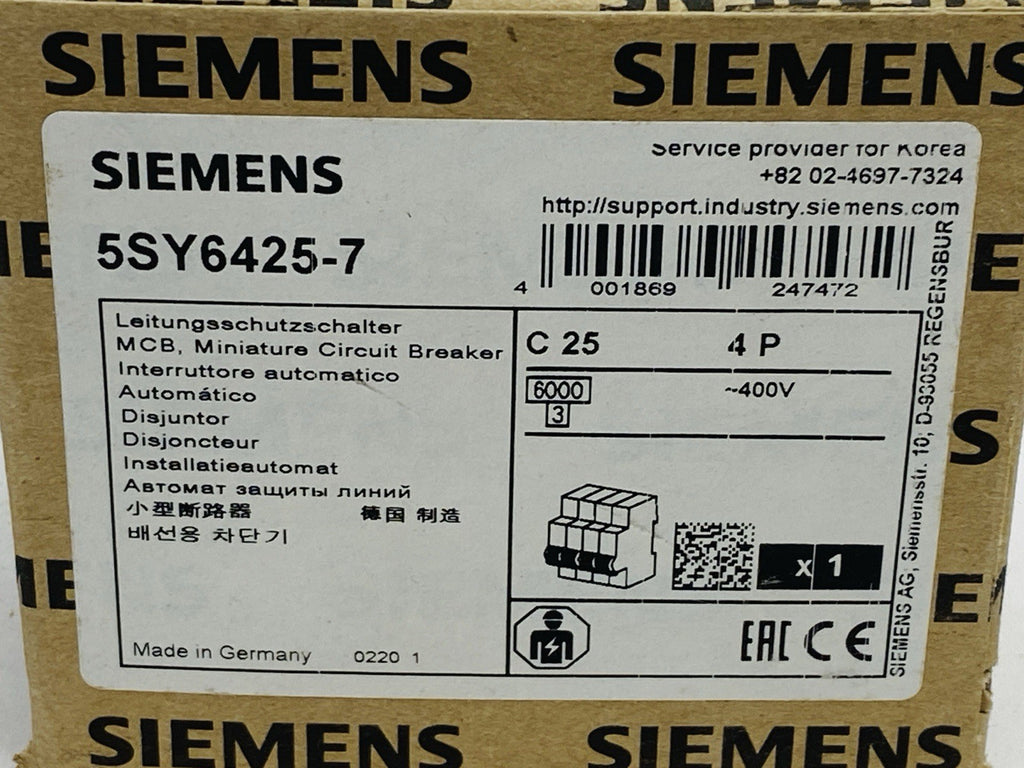 SIEMENS SIEMENS
SIEMENS
Service provider for Korea
+82 02-4697-7324
http://support.industry.siemens.com
5SY6425-7
4 001869 247472
Leitungsschutzschalter
MCB, Miniature Circuit Breaker
Interruttore automatico
Automático
Disjuntor
Disjoncteur
Installatieautomat
Автомат защиты линий
小型断路器 德国 制造
배선용 차단기
Made in Germany 0220 1
C 25 4 P
6000 ~400V
3
x 1
EAC CE
SIEMENS AG, Siemensstr. 10; D-93055 REGENSBUR
SIEMENS SIEMENS